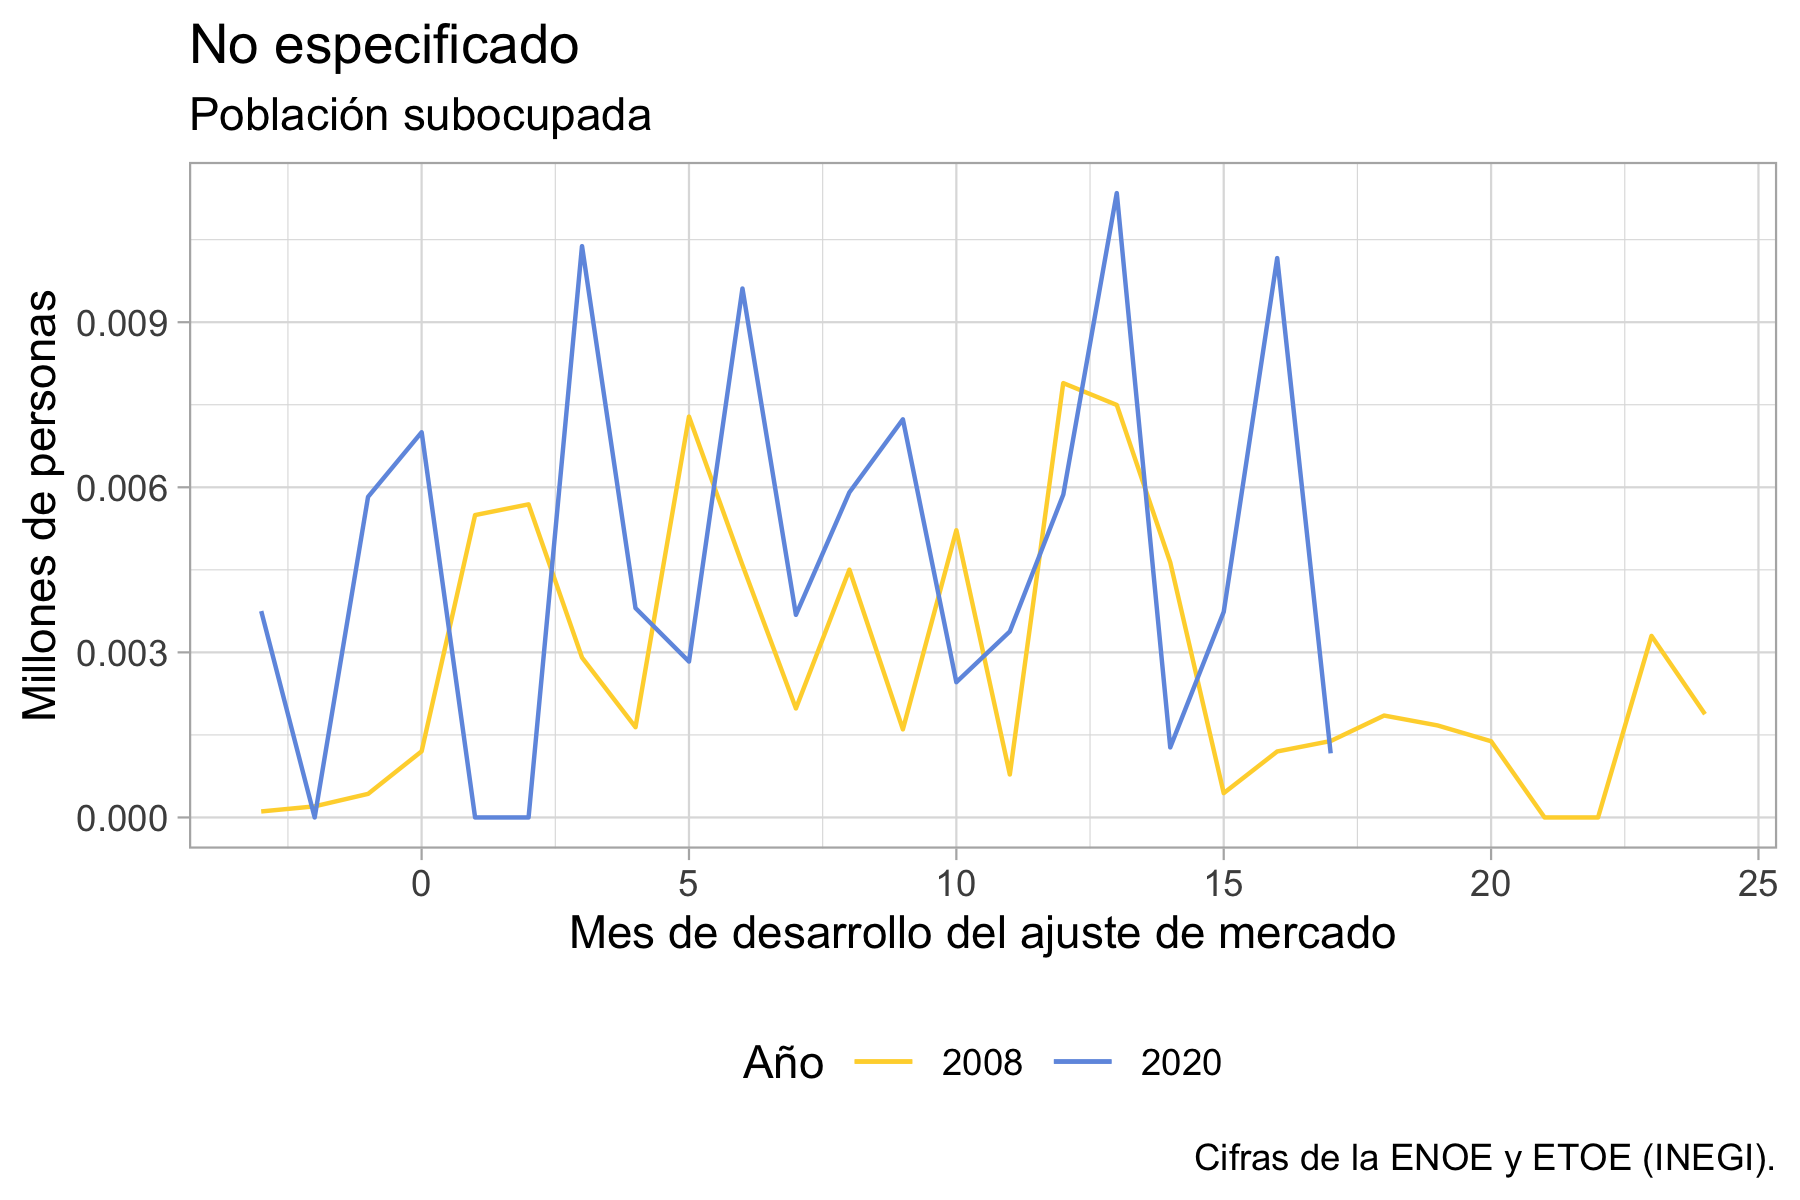 No especificado
Población subocupada
Millones de personas
0.009
0.006
0.003
0.000
0 5 10 15 20 25
Mes de desarrollo del ajuste de mercado
Año 2008 2020
Cifras de la ENOE y ETOE (INEGI).